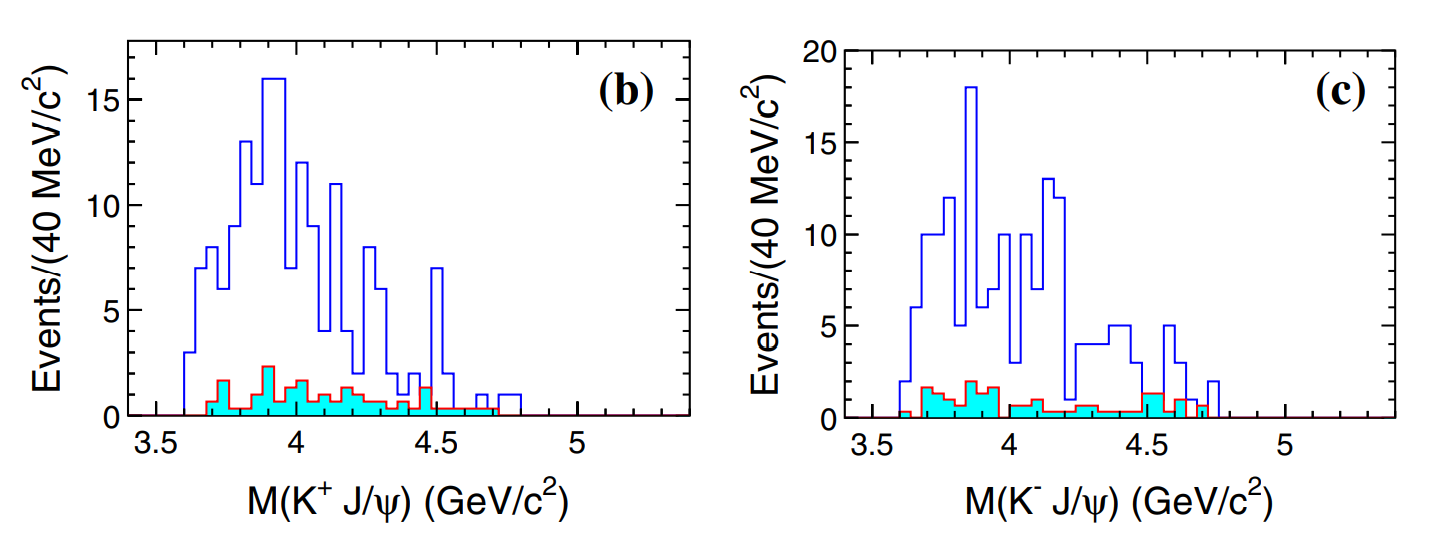 (b)
Events/(40 MeV/c²)
15
10
5
0
3.5 4 4.5 5
M(K⁺ J/ψ) (GeV/c²)
(c)
Events/(40 MeV/c²)
20
15
10
5
0
3.5 4 4.5 5
M(K⁻ J/ψ) (GeV/c²)